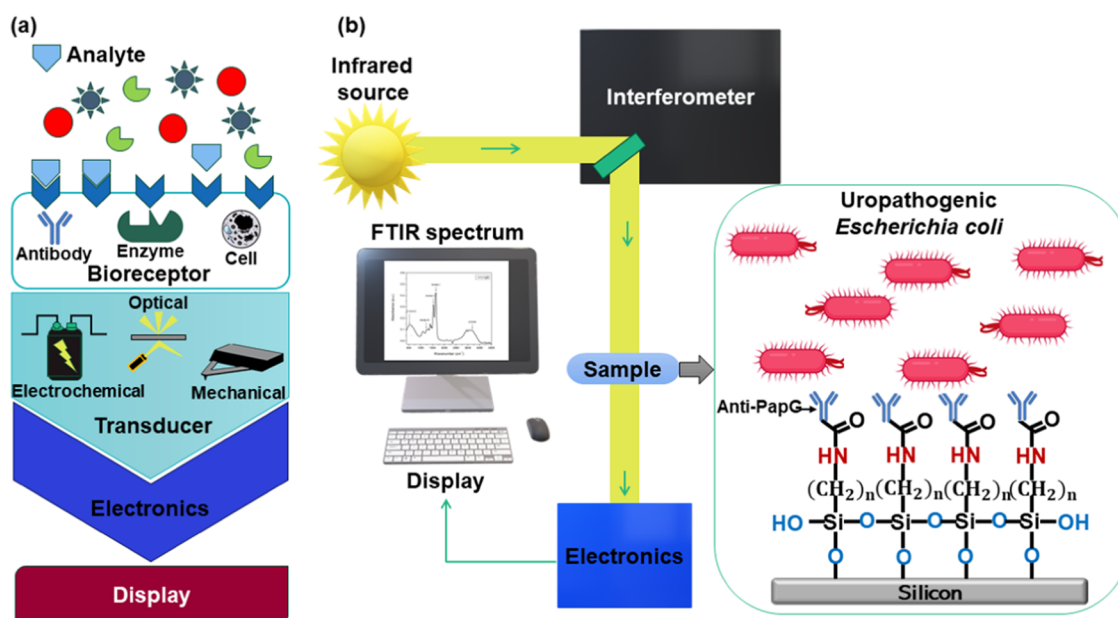 (a)
Analyte
Antibody
Enzyme
Cell
Bioreceptor
Optical
Electrochemical
Mechanical
Transducer
Electronics
Display
(b)
Infrared
source
Interferometer
FTIR spectrum
Sample
Display
Electronics
Uropathogenic
Escherichia coli
Anti-PapG
O O O O
HN HN HN HN
(CH₂)ₙ (CH₂)ₙ (CH₂)ₙ (CH₂)ₙ
HO Si O Si O Si O Si OH
O O O O
Silicon